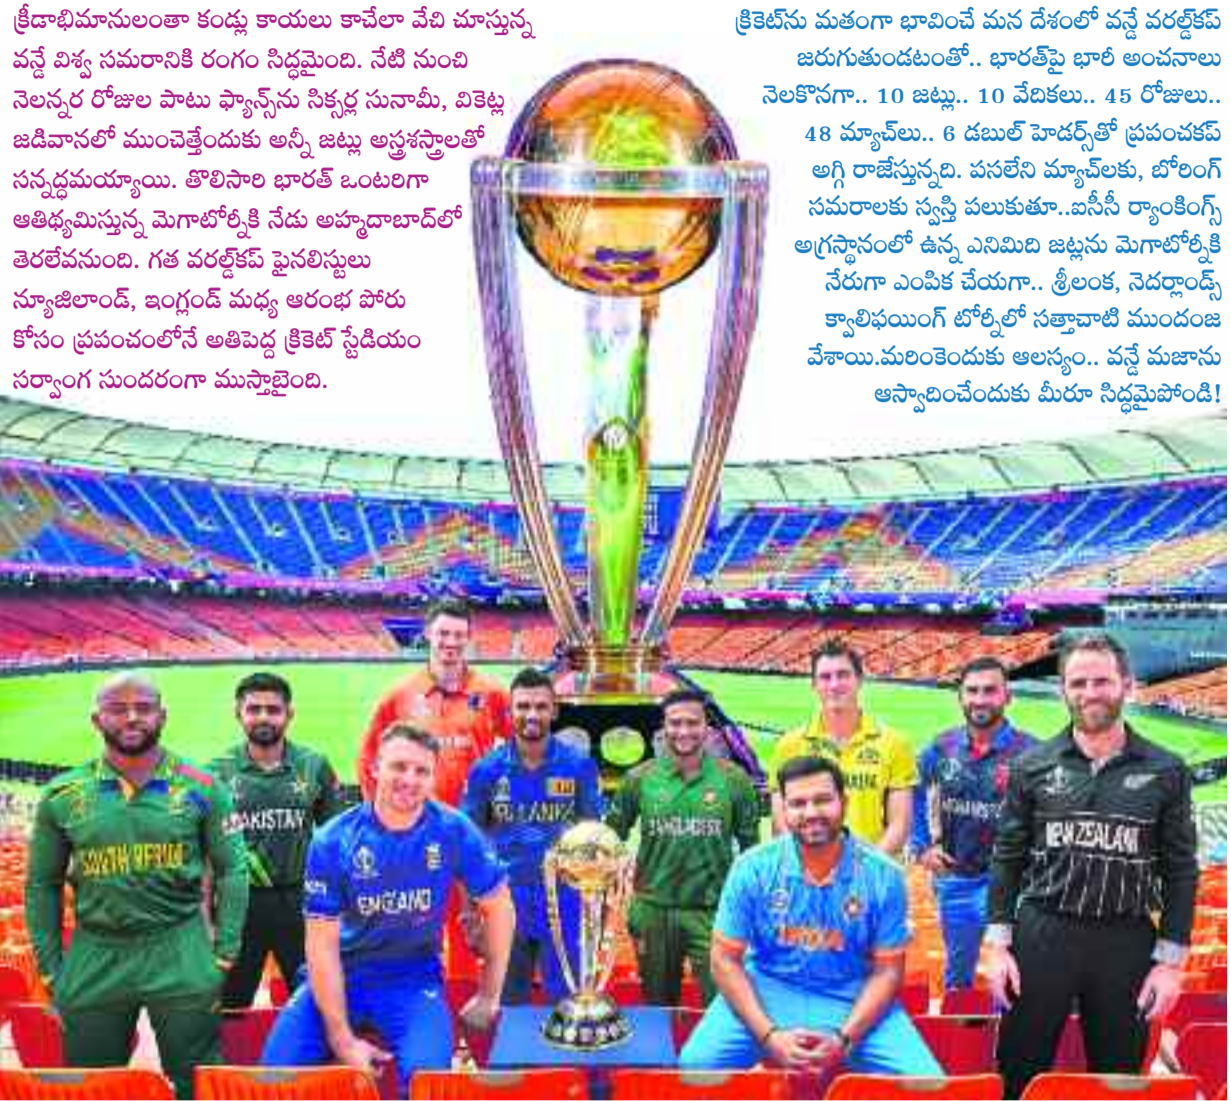 క్రీడాభిమానులంతా కండ్లు కాయలు కాచేలా వేచి చూస్తున్న
వన్డే విశ్వ సమరానికి రంగం సిద్ధమైంది. నేటి నుంచి
నెలన్నర రోజుల పాటు ఫ్యాన్స్‌ను సిక్సర్ల సునామీ, వికెట్ల
జడివానలో ముంచెత్తేందుకు అన్నీ జట్లు అస్త్రశస్త్రాలతో
సన్నద్ధమయ్యాయి. తొలిసారి భారత్ ఒంటరిగా
ఆతిథ్యమిస్తున్న మెగాటోర్నీకి నేడు అహ్మదాబాద్‌లో
తెరలేవనుంది. గత వరల్డ్‌కప్ ఫైనలిస్టులు
న్యూజిలాండ్, ఇంగ్లండ్ మధ్య ఆరంభ పోరు
కోసం ప్రపంచంలోనే అతిపెద్ద క్రికెట్ స్టేడియం
సర్వాంగ సుందరంగా ముస్తాబైంది.
క్రికెట్‌ను మతంగా భావించే మన దేశంలో వన్డే వరల్డ్‌కప్
జరుగుతుండటంతో.. భారత్‌పై భారీ అంచనాలు
నెలకొనగా.. 10 జట్లు.. 10 వేదికలు.. 45 రోజులు..
48 మ్యాచ్‌లు.. 6 డబుల్ హెడర్స్‌తో ప్రపంచకప్
అగ్గి రాజేస్తున్నది. పసలేని మ్యాచ్‌లకు, బోరింగ్
సమరాలకు స్వస్తి పలుకుతూ..ఐసీసీ ర్యాంకింగ్స్
అగ్రస్థానంలో ఉన్న ఎనిమిది జట్లను మెగాటోర్నీకి
నేరుగా ఎంపిక చేయగా.. శ్రీలంక, నెదర్లాండ్స్
క్వాలిఫయింగ్ టోర్నీలో సత్తాచాటి ముందంజ
వేశాయి.మరింకెందుకు ఆలస్యం.. వన్డే మజాను
ఆస్వాదించేందుకు మీరూ సిద్ధమైపోండి!
PAKISTAN
SOUTH AFRICA
ENGLAND
SRI LANKA
BANGLADESH
INDIA
AFGHANISTAN
NEW ZEALAND